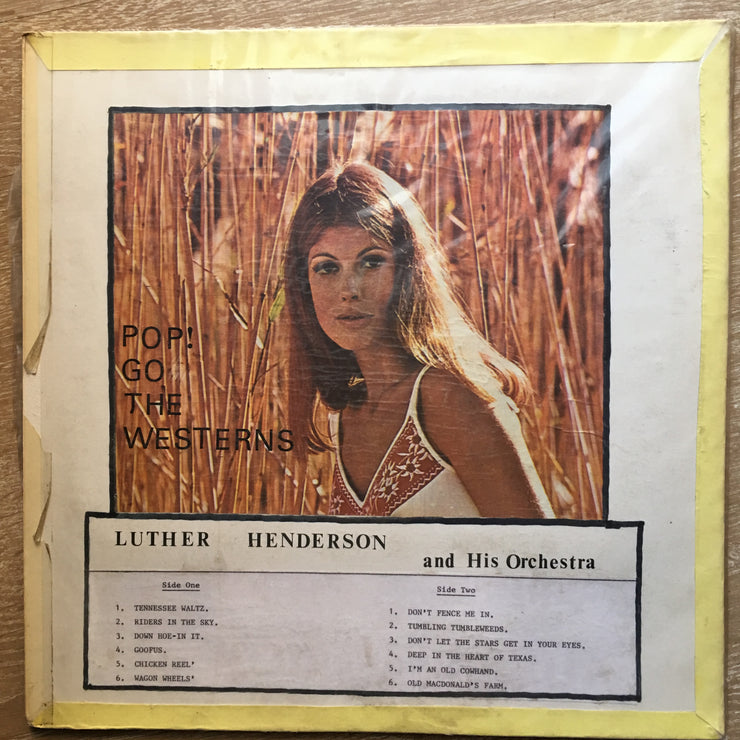 POP!
GO
THE
WESTERNS
LUTHER HENDERSON
and His Orchestra
Side One
1. TENNESSEE WALTZ.
2. RIDERS IN THE SKY.
3. DOWN HOE-IN IT.
4. GOOFUS.
5. CHICKEN REEL'
6. WAGON WHEELS'
Side Two
1. DON'T FENCE ME IN.
2. TUMBLING TUMBLEWEEDS.
3. DON'T LET THE STARS GET IN YOUR EYES.
4. DEEP IN THE HEART OF TEXAS.
5. I'M AN OLD COWHAND.
6. OLD MACDONALD'S FARM.